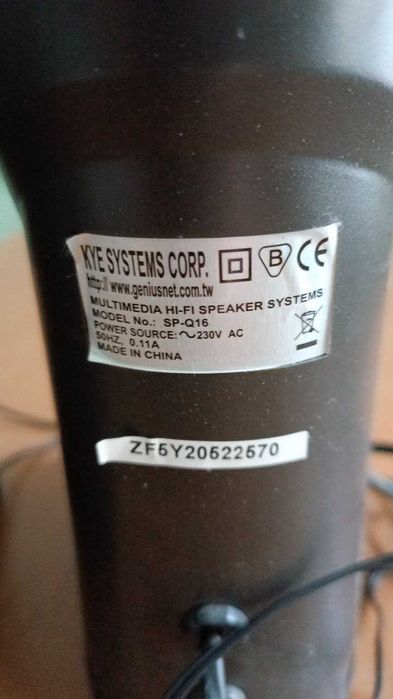 KYE SYSTEMS CORP. B CE
http:// www.geniusnet.com.tw
MULTIMEDIA HI-FI SPEAKER SYSTEMS
MODEL No.: SP-Q16
POWER SOURCE: ∿230V AC
50HZ, 0.11A
MADE IN CHINA
ZF5Y20522570